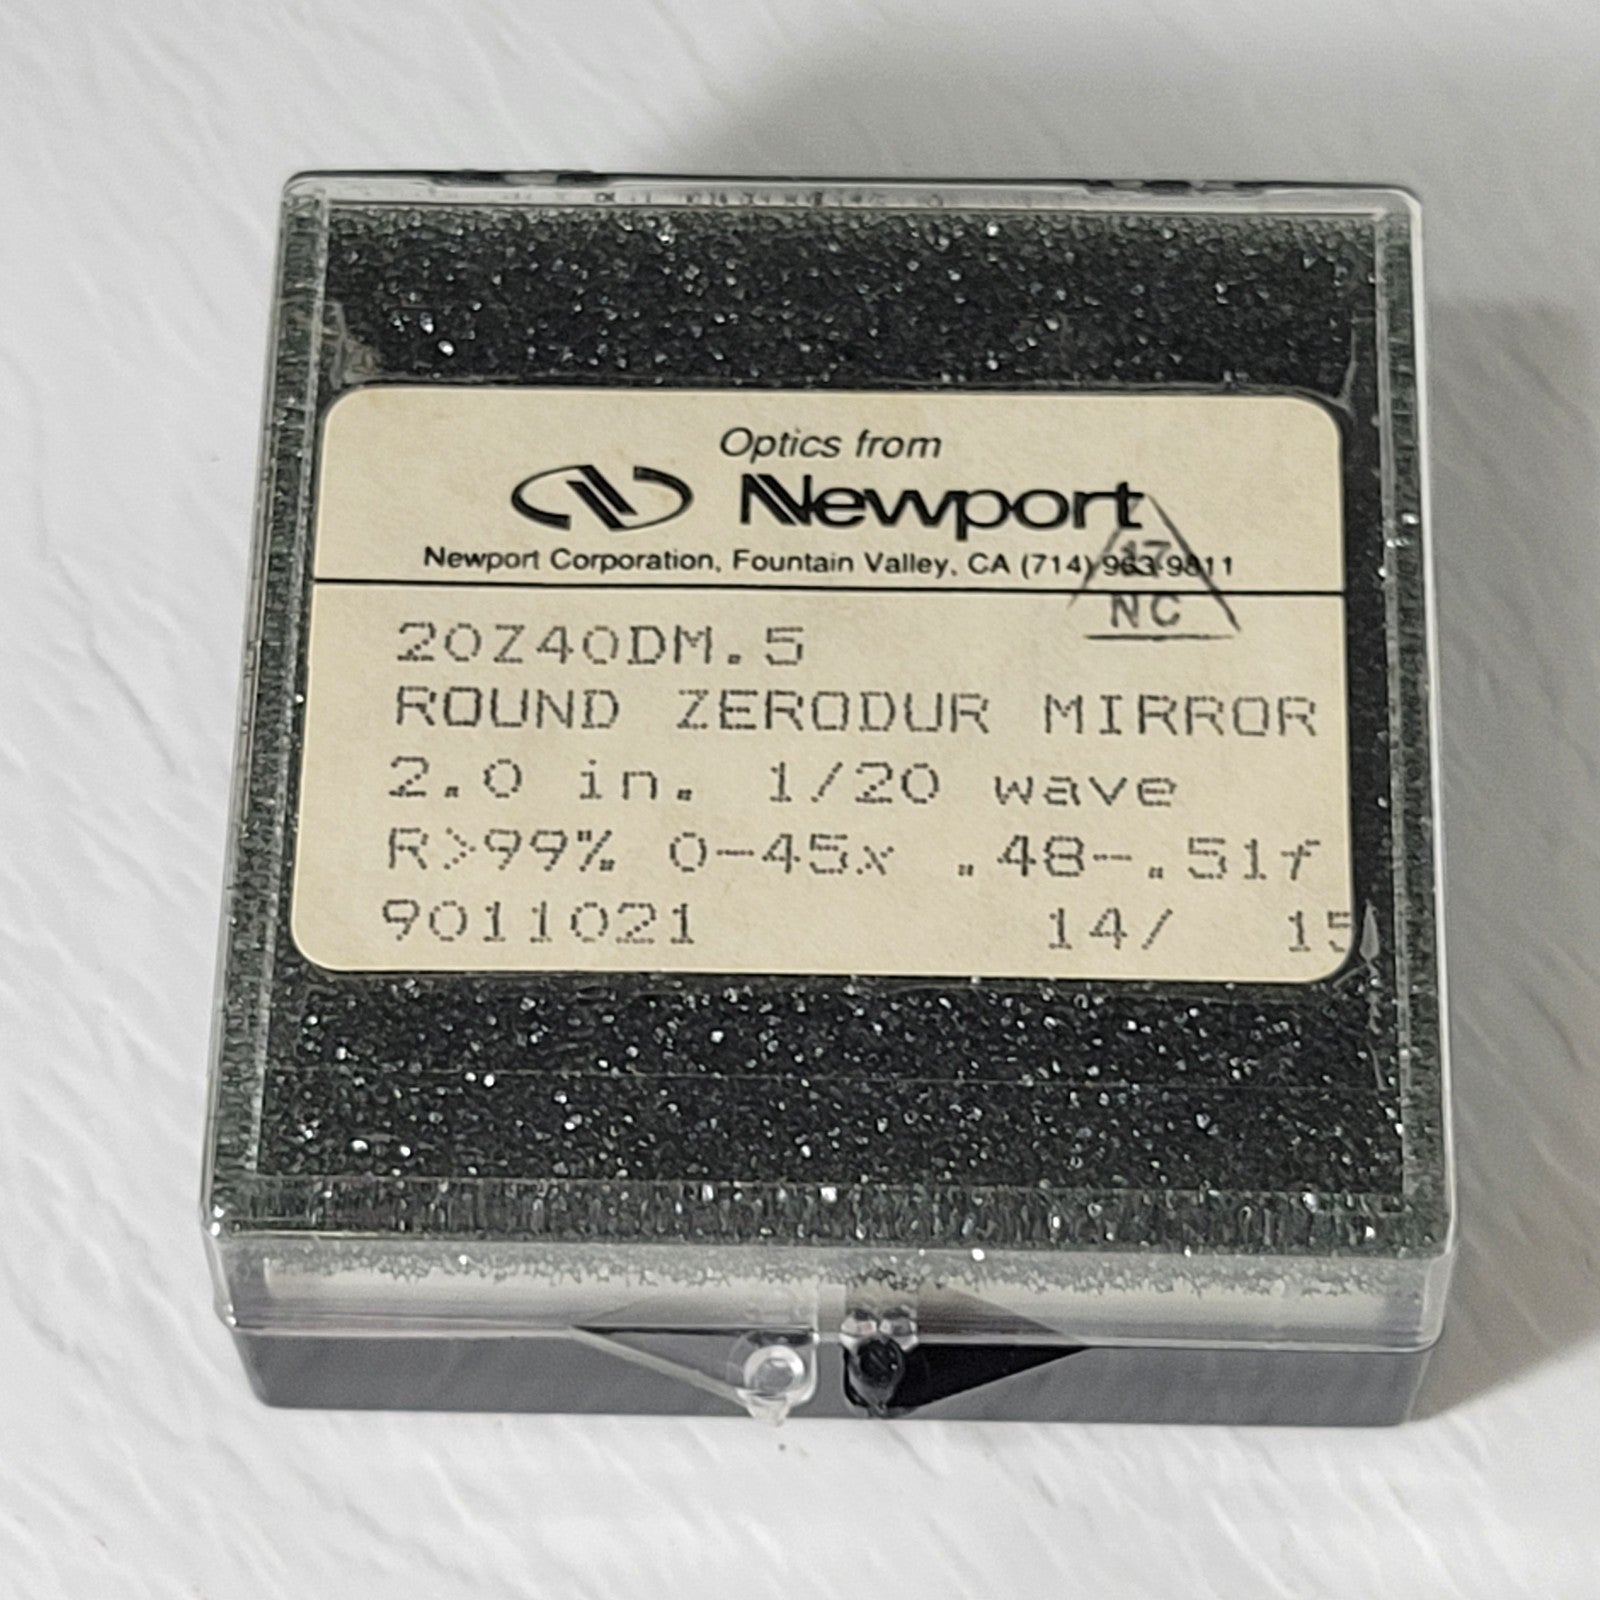 Optics from
Newport
Newport Corporation, Fountain Valley, CA (714) 963-9811
17
NC
20Z40DM.5
ROUND ZERODUR MIRROR
2.0 in. 1/20 wave
R>99% 0-45x .48-.51f
9011021 14/ 15